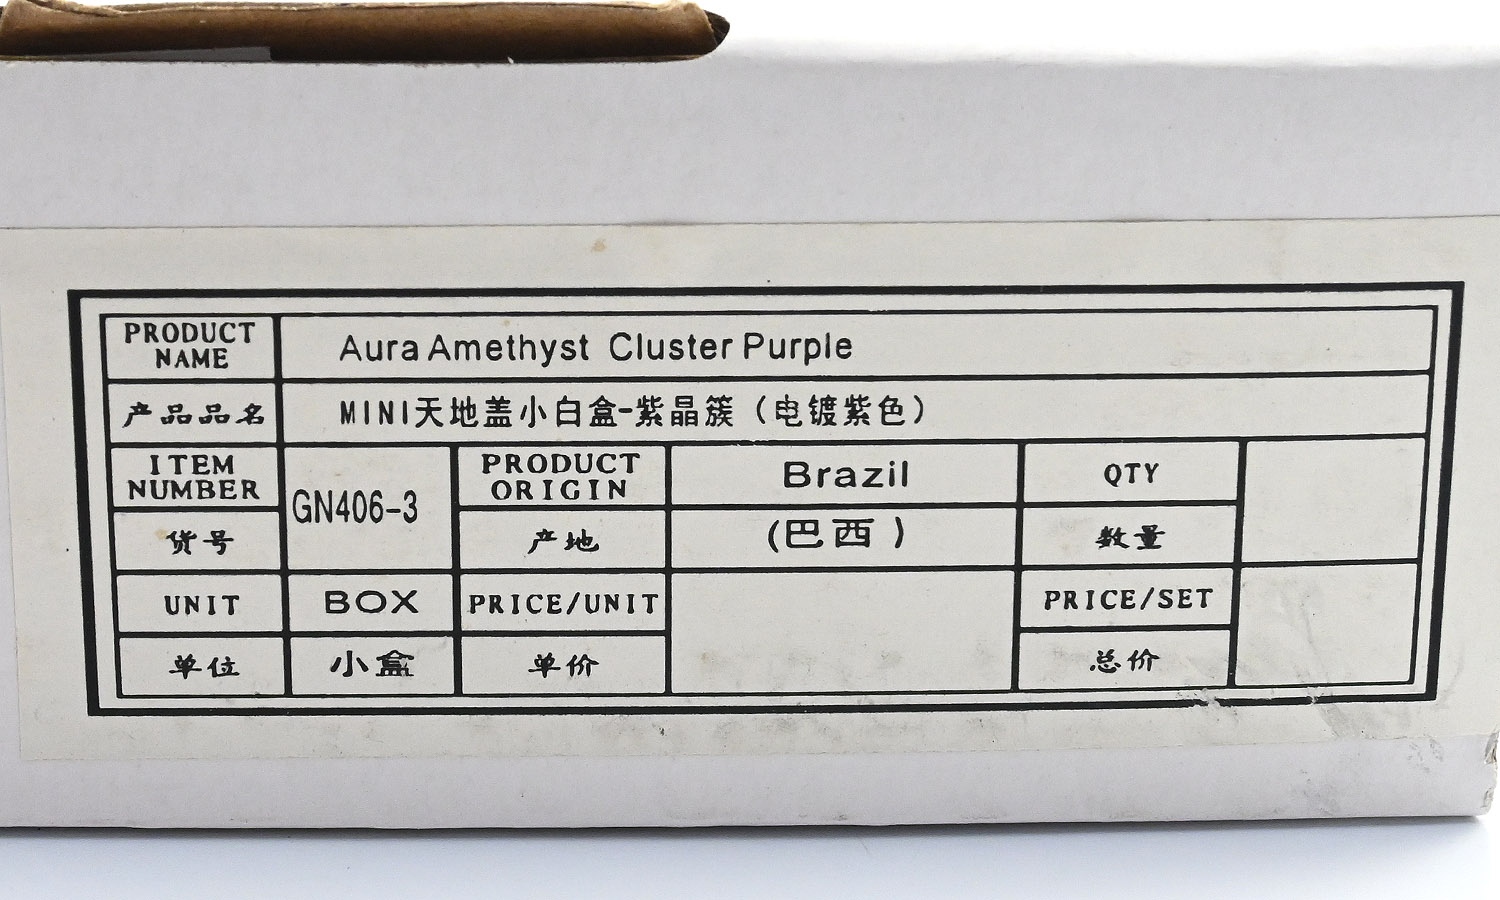 PRODUCT NAME
Aura Amethyst Cluster Purple
产品品名
MINI天地盖小白盒-紫晶簇（电镀紫色）
ITEM NUMBER
GN406-3
PRODUCT ORIGIN
Brazil
QTY
货号
产地
(巴西)
数量
UNIT
BOX
PRICE/UNIT
PRICE/SET
单位
小盒
单价
总价